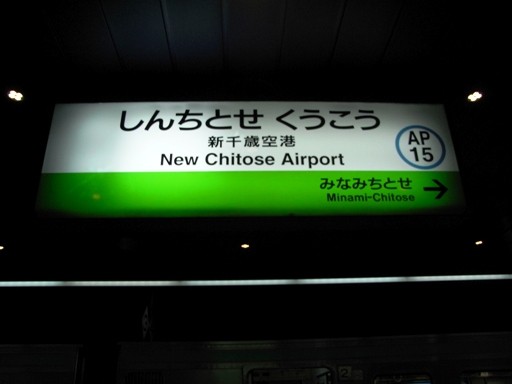 しんちとせ くうこう
新千歳空港
New Chitose Airport
AP
15
みなみちとせ
Minami-Chitose
2